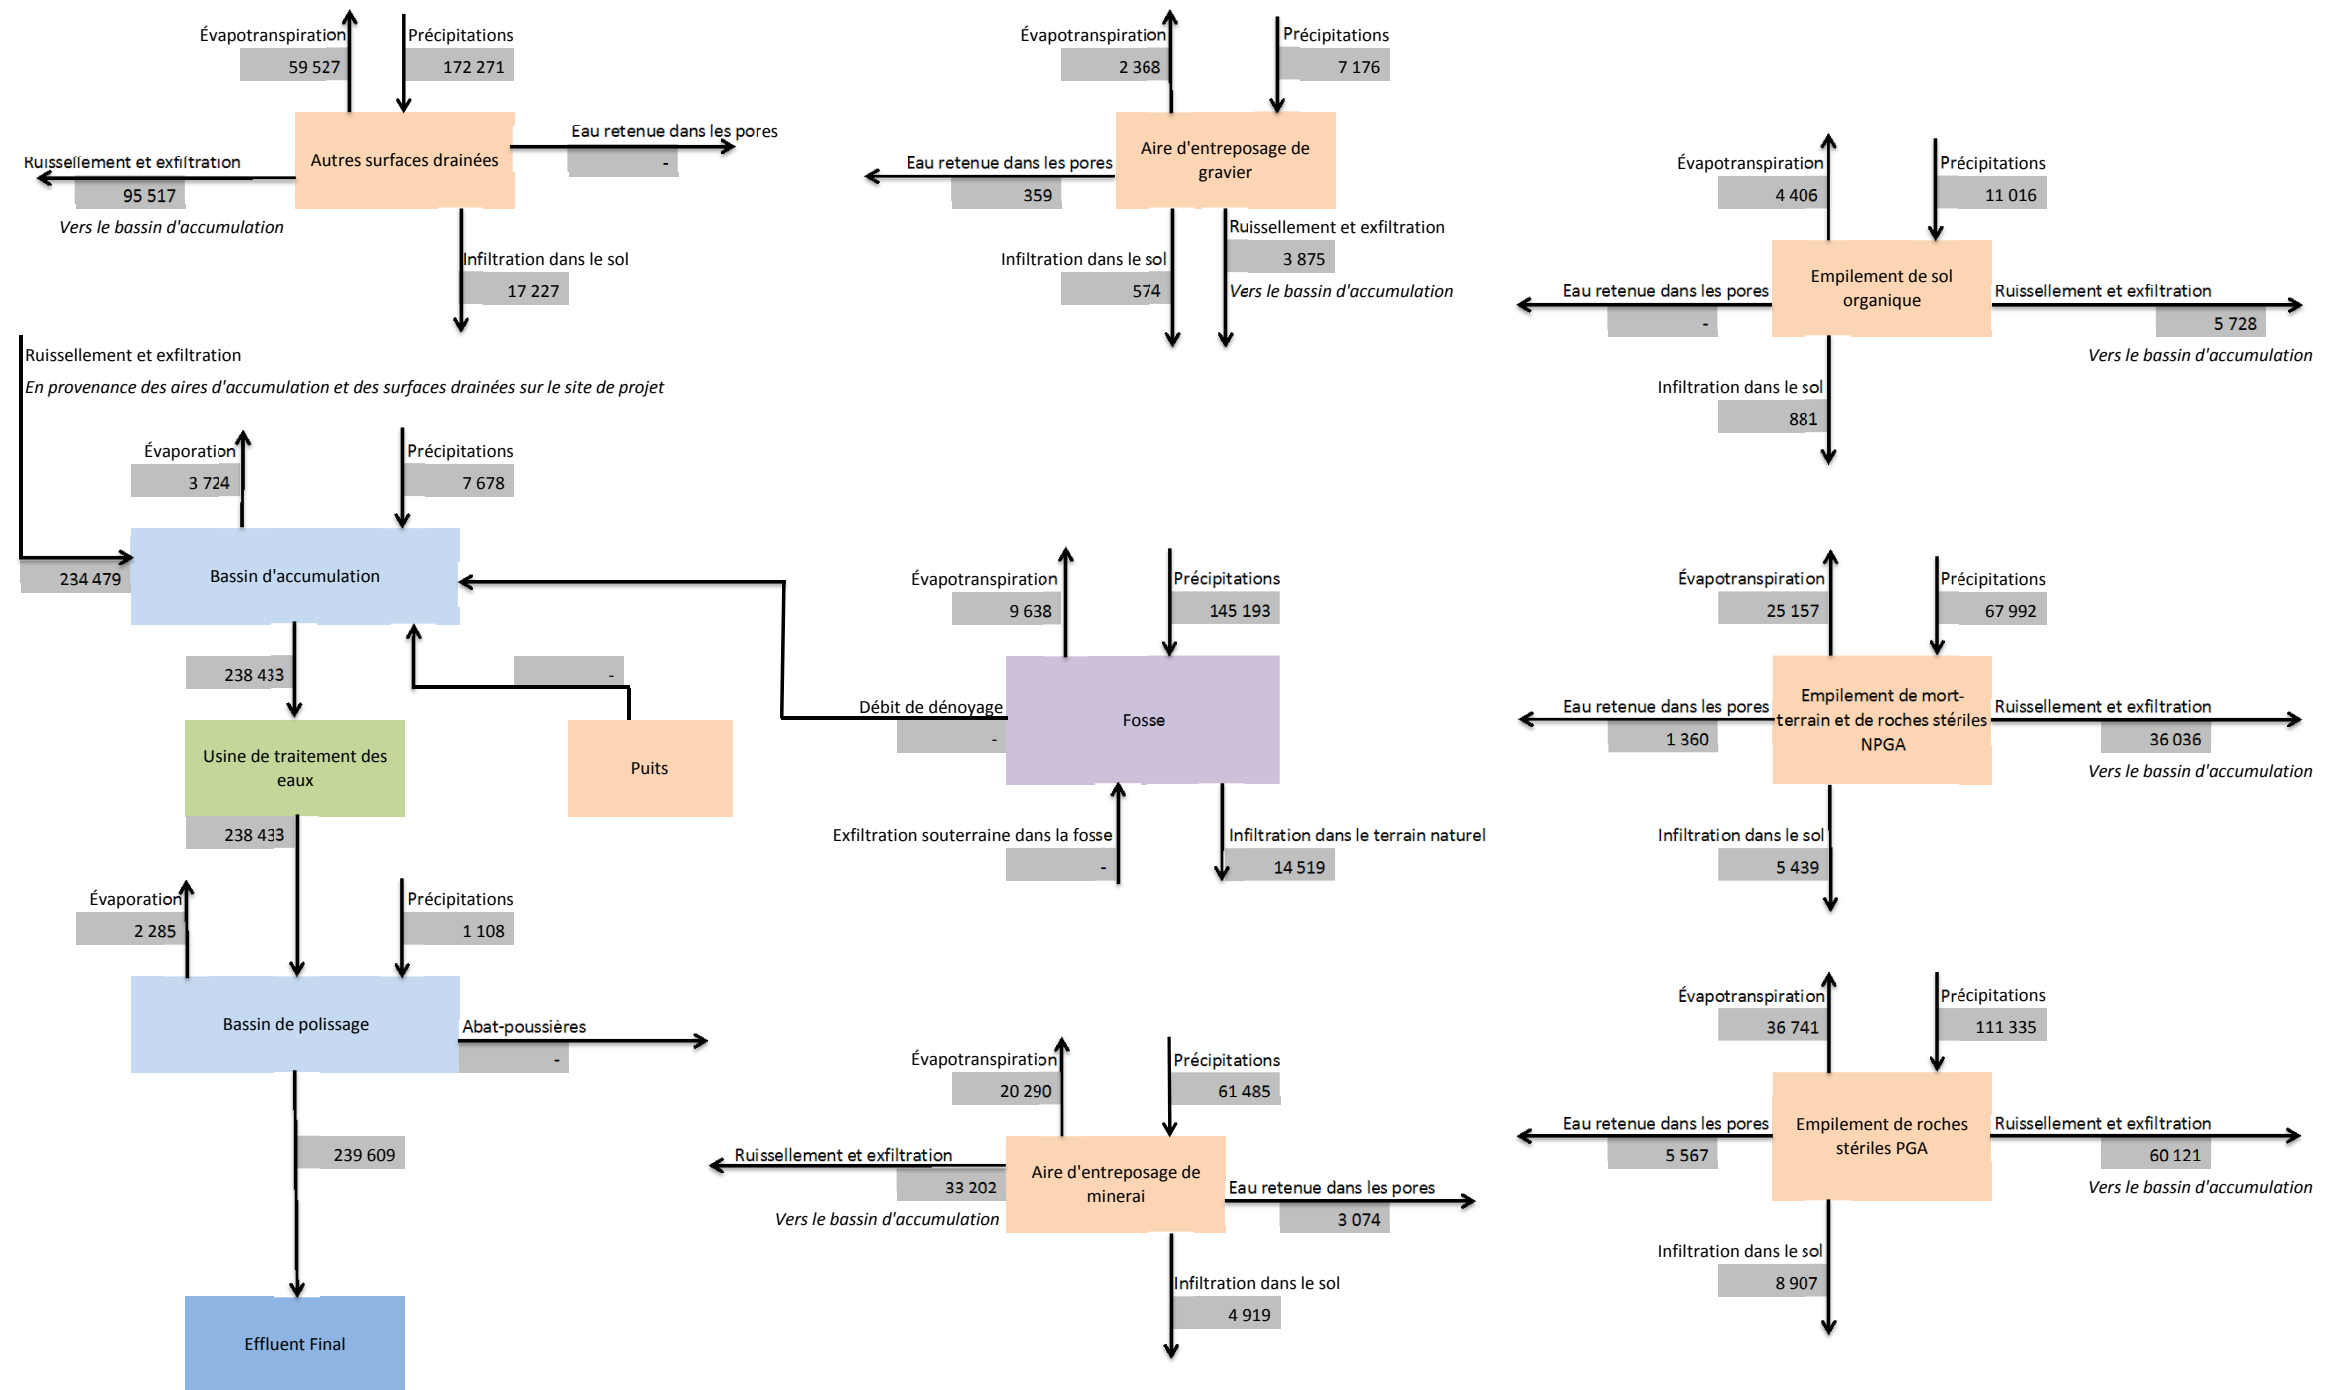 Évapotranspiration
59 527
Précipitations
172 271
Autres surfaces drainées
Eau retenue dans les pores
-
Ruissellement et exfiltration
95 517
Vers le bassin d'accumulation
Infiltration dans le sol
17 227
Évapotranspiration
2 368
Précipitations
7 176
Aire d'entreposage de
gravier
Eau retenue dans les pores
359
Infiltration dans le sol
574
Ruissellement et exfiltration
3 875
Vers le bassin d'accumulation
Évapotranspiration
4 406
Précipitations
11 016
Empilement de sol
organique
Eau retenue dans les pores
-
Ruissellement et exfiltration
5 728
Vers le bassin d'accumulation
Infiltration dans le sol
881
Ruissellement et exfiltration
En provenance des aires d'accumulation et des surfaces drainées sur le site de projet
Évaporation
3 724
Précipitations
7 678
234 479
Bassin d'accumulation
238 433
-
Usine de traitement des
eaux
Puits
238 433
Évapotranspiration
9 638
Précipitations
145 193
Débit de dénoyage
-
Fosse
Exfiltration souterraine dans la fosse
-
Infiltration dans le terrain naturel
14 519
Évapotranspiration
25 157
Précipitations
67 992
Eau retenue dans les pores
1 360
Empilement de mort-
terrain et de roches stériles
NPGA
Ruissellement et exfiltration
36 036
Vers le bassin d'accumulation
Infiltration dans le sol
5 439
Évaporation
2 285
Précipitations
1 108
Bassin de polissage
Abat-poussières
-
239 609
Effluent Final
Évapotranspiration
20 290
Précipitations
61 485
Ruissellement et exfiltration
33 202
Vers le bassin d'accumulation
Aire d'entreposage de
minerai
Eau retenue dans les pores
3 074
Infiltration dans le sol
4 919
Évapotranspiration
36 741
Précipitations
111 335
Eau retenue dans les pores
5 567
Empilement de roches
stériles PGA
Ruissellement et exfiltration
60 121
Vers le bassin d'accumulation
Infiltration dans le sol
8 907